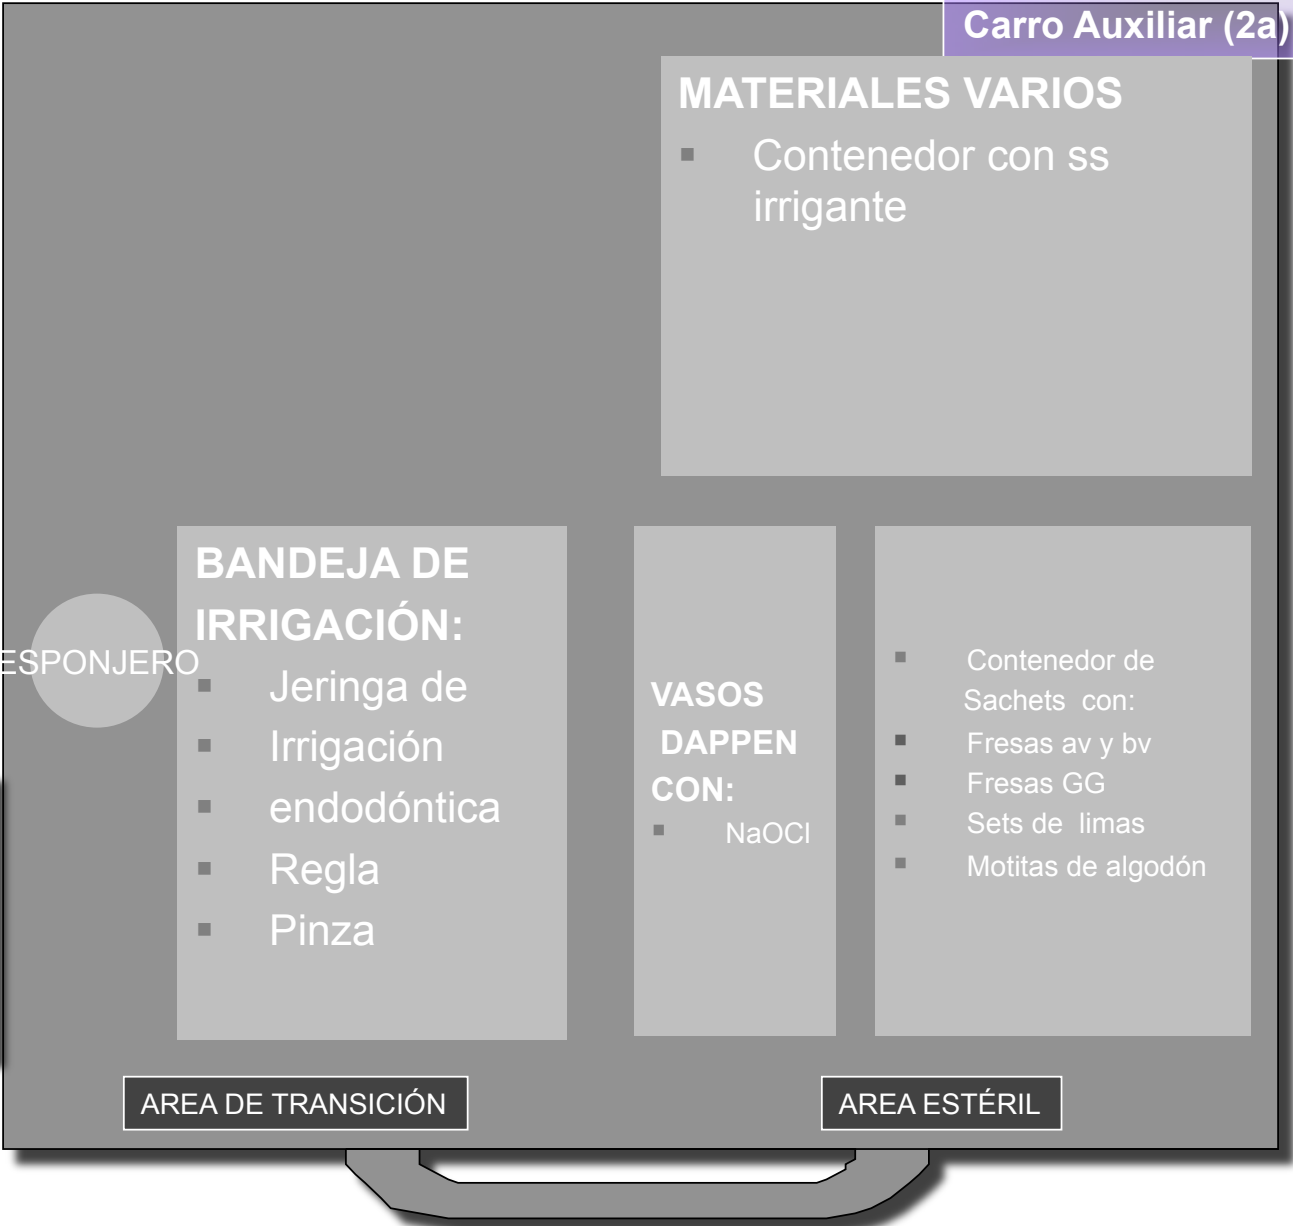 Carro Auxiliar (2a)
MATERIALES VARIOS
▪ Contenedor con ss
irrigante
ESPONJERO
BANDEJA DE
IRRIGACIÓN:
▪ Jeringa de
▪ Irrigación
▪ endodóntica
▪ Regla
▪ Pinza
VASOS
DAPPEN
CON:
▪ NaOCl
▪ Contenedor de
Sachets con:
▪ Fresas av y bv
▪ Fresas GG
▪ Sets de limas
▪ Motitas de algodón
AREA DE TRANSICIÓN
AREA ESTÉRIL